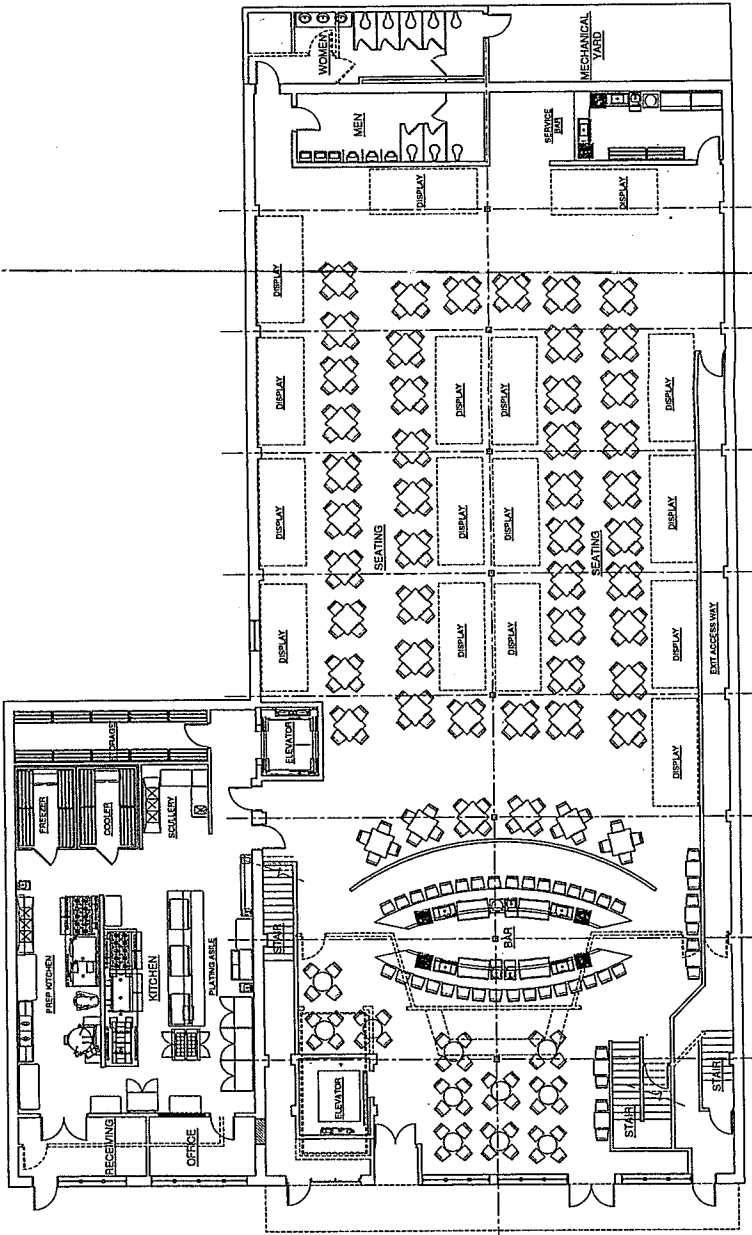 WOMEN
MECHANICAL
YARD
MEN
SERVICE
BAR
DISPLAY
DISPLAY
DISPLAY
DISPLAY
DISPLAY
DISPLAY
DISPLAY
DISPLAY
DISPLAY
DISPLAY
DISPLAY
SEATING
SEATING
DISPLAY
DISPLAY
DISPLAY
DISPLAY
EXIT ACCESS WAY
DISPLAY
STORAGE
ELEVATOR
FREEZER
COOLER
SCULLERY
STAIR
BAR
PREP KITCHEN
KITCHEN
PLATING AISLE
ELEVATOR
STAIR
STAIR
RECEIVING
OFFICE